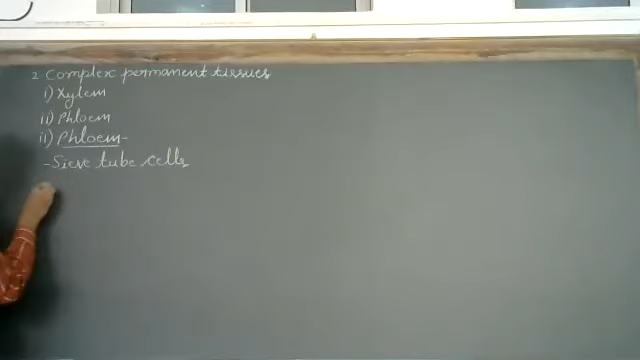 2 Complex permanent tissues
i) Xylem
ii) Phloem
ii) Phloem-
-Sieve tube cells